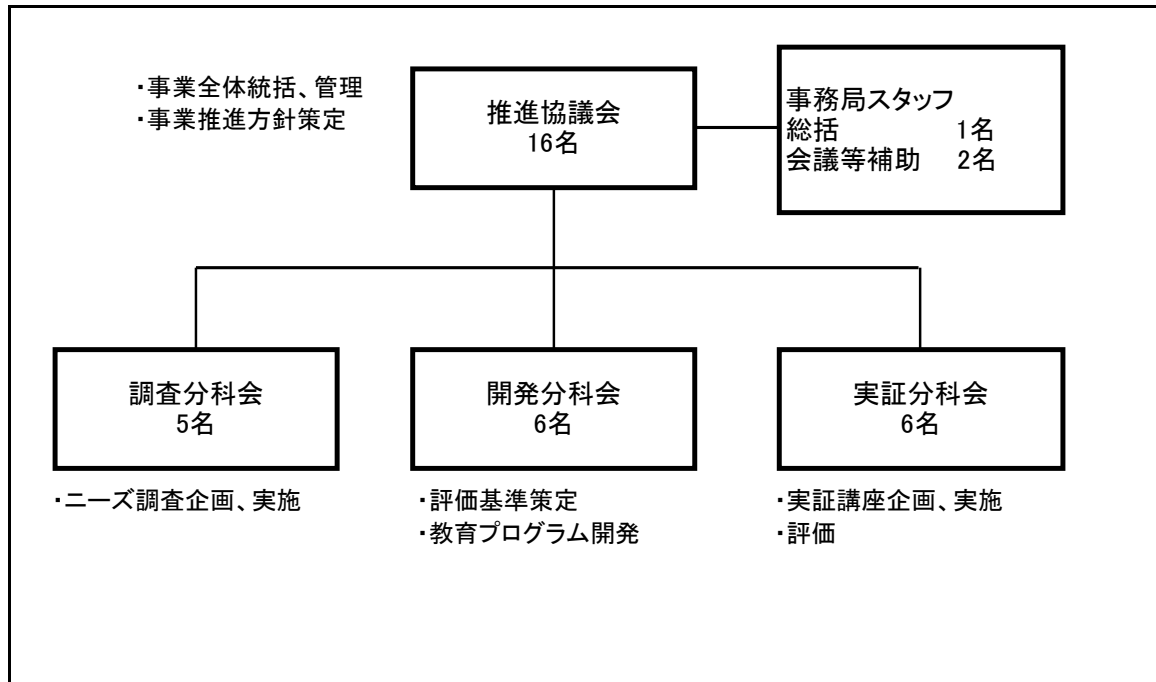 ・事業全体統括、管理
・事業推進方針策定
推進協議会
16名
事務局スタッフ
総括 1名
会議等補助 2名
調査分科会
5名
開発分科会
6名
実証分科会
6名
・ニーズ調査企画、実施
・評価基準策定
・教育プログラム開発
・実証講座企画、実施
・評価